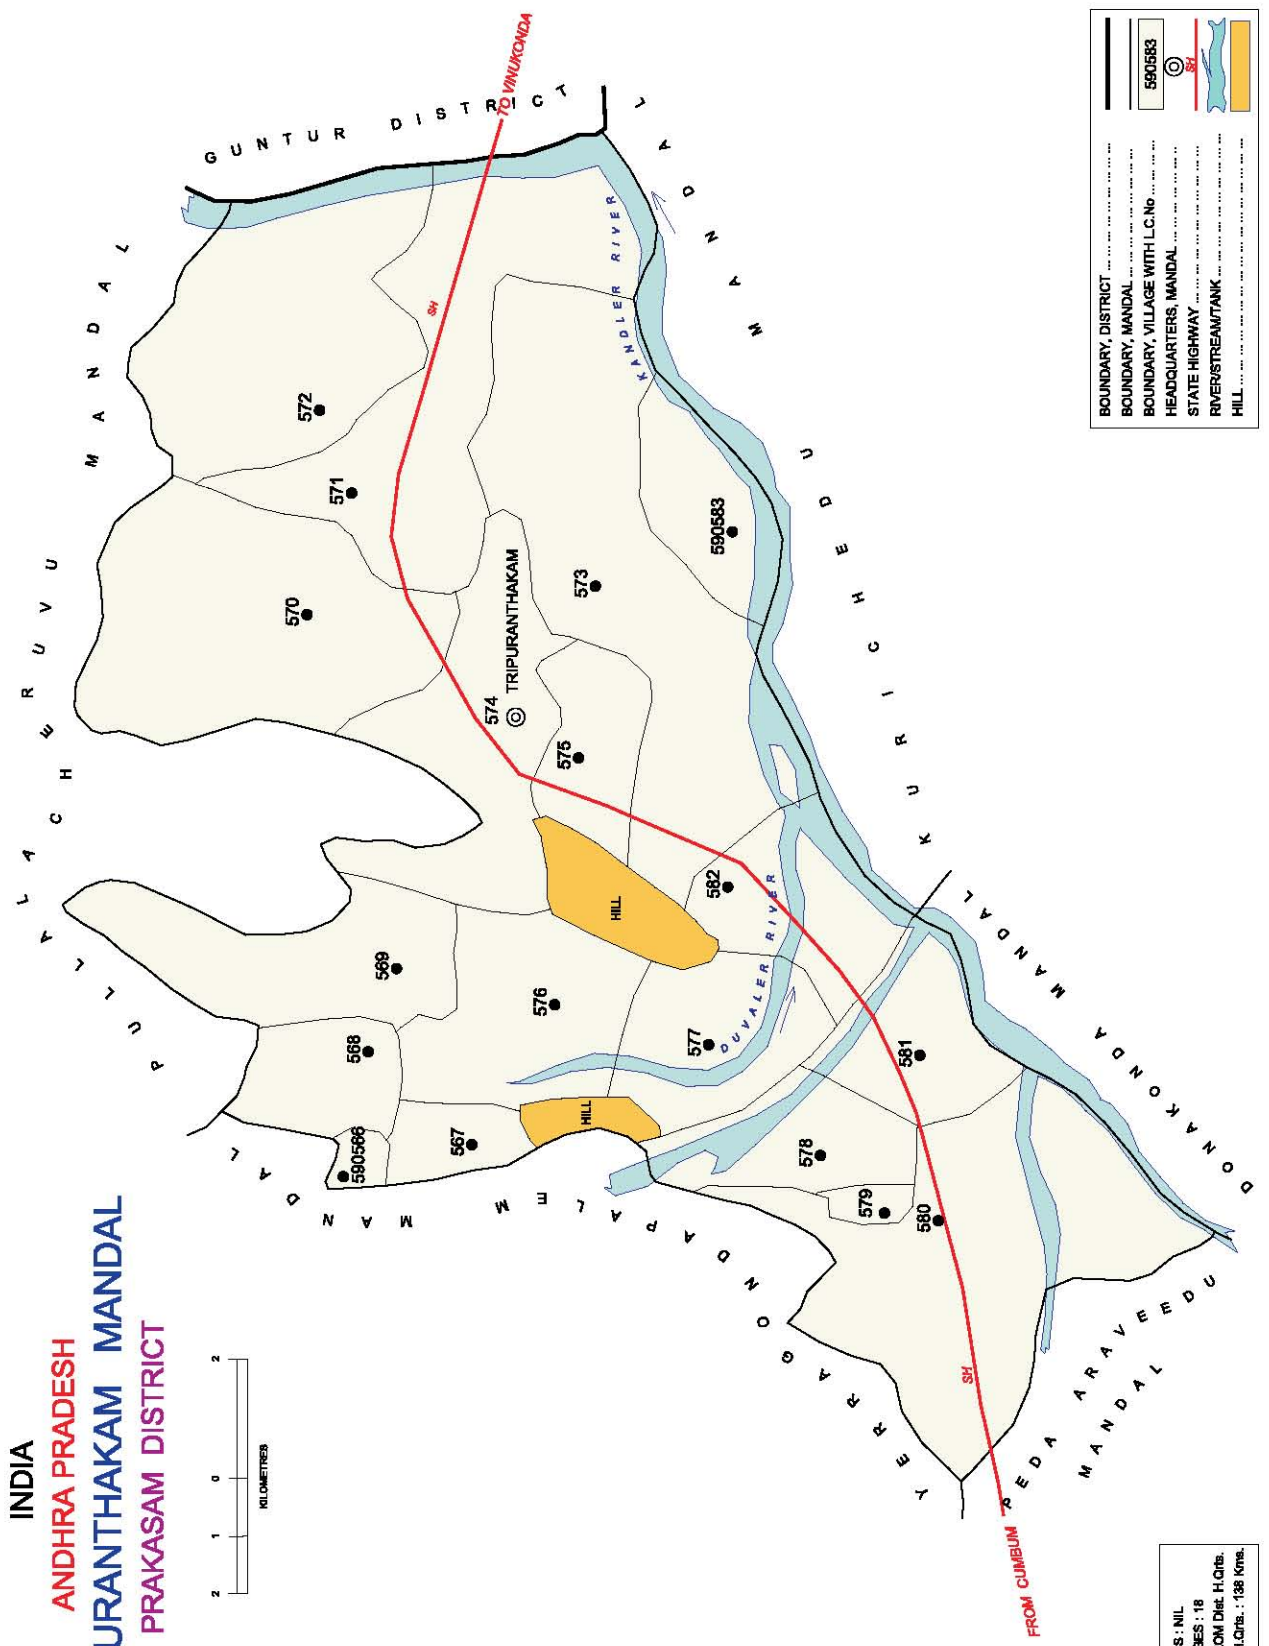 INDIA
ANDHRA PRADESH
URANTHAKAM MANDAL
PRAKASAM DISTRICT
2 1 0 2
KILOMETRES
PULLALACHERUVU MANDAL
GUNTUR DISTRICT
TO VINUKONDA
YERRAGONDAPALEM MANDAL
590566
567
568
569
570
571
572
SH
574
TRIPURANTHAKAM
573
575
576
HILL
HILL
577
582
590583
KANDLER RIVER
DUVALER RIVER
578
579
580
581
SH
FROM CUMBUM
PEDA ARAVEEDU
MANDAL
DONAKONDA MANDAL
KURICHEDU MANDAL
S : NIL
GES : 18
OM Dist. H.Qrts.
.Qrts. : 138 Kms.
BOUNDARY, DISTRICT
BOUNDARY, MANDAL
BOUNDARY, VILLAGE WITH L.C.No 590583
HEADQUARTERS, MANDAL
STATE HIGHWAY SH
RIVER/STREAM/TANK
HILL